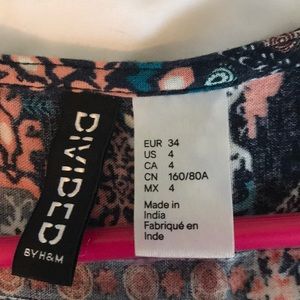 DIVIDED
BY H&M
EUR 34
US 4
CA 4
CN 160/80A
MX 4
Made in
India
Fabriqué en
Inde